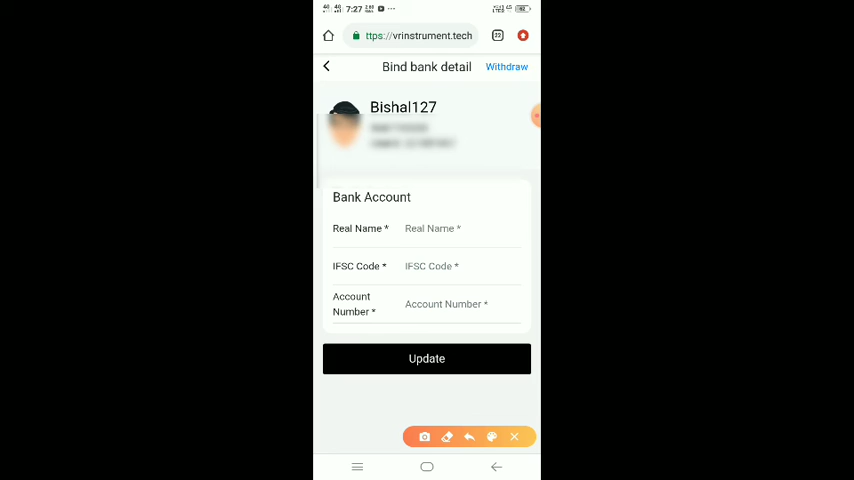 7:27
ttps://vrinstrument.tech
22
Bind bank detail
Withdraw
Bishal127
Bank Account
Real Name *
Real Name *
IFSC Code *
IFSC Code *
Account
Number *
Account Number *
Update